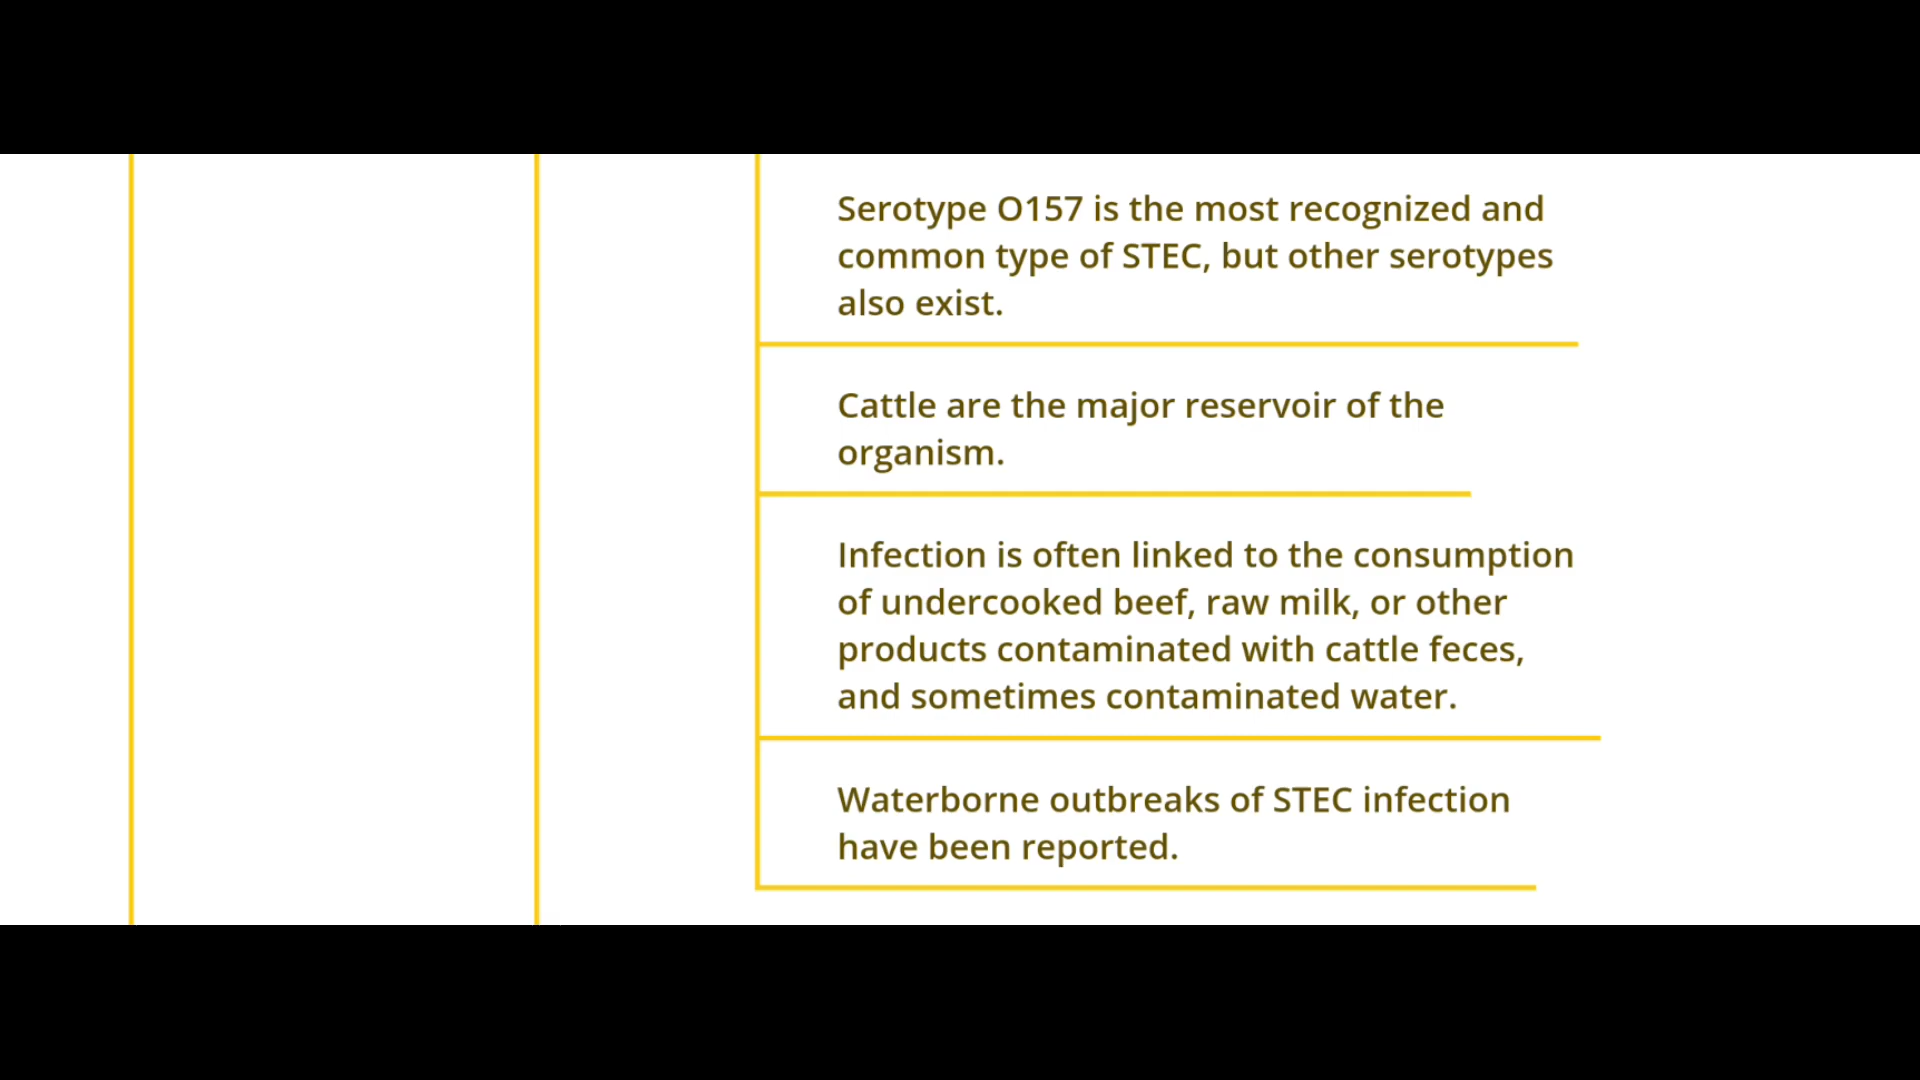 Serotype O157 is the most recognized and
common type of STEC, but other serotypes
also exist.
Cattle are the major reservoir of the
organism.
Infection is often linked to the consumption
of undercooked beef, raw milk, or other
products contaminated with cattle feces,
and sometimes contaminated water.
Waterborne outbreaks of STEC infection
have been reported.